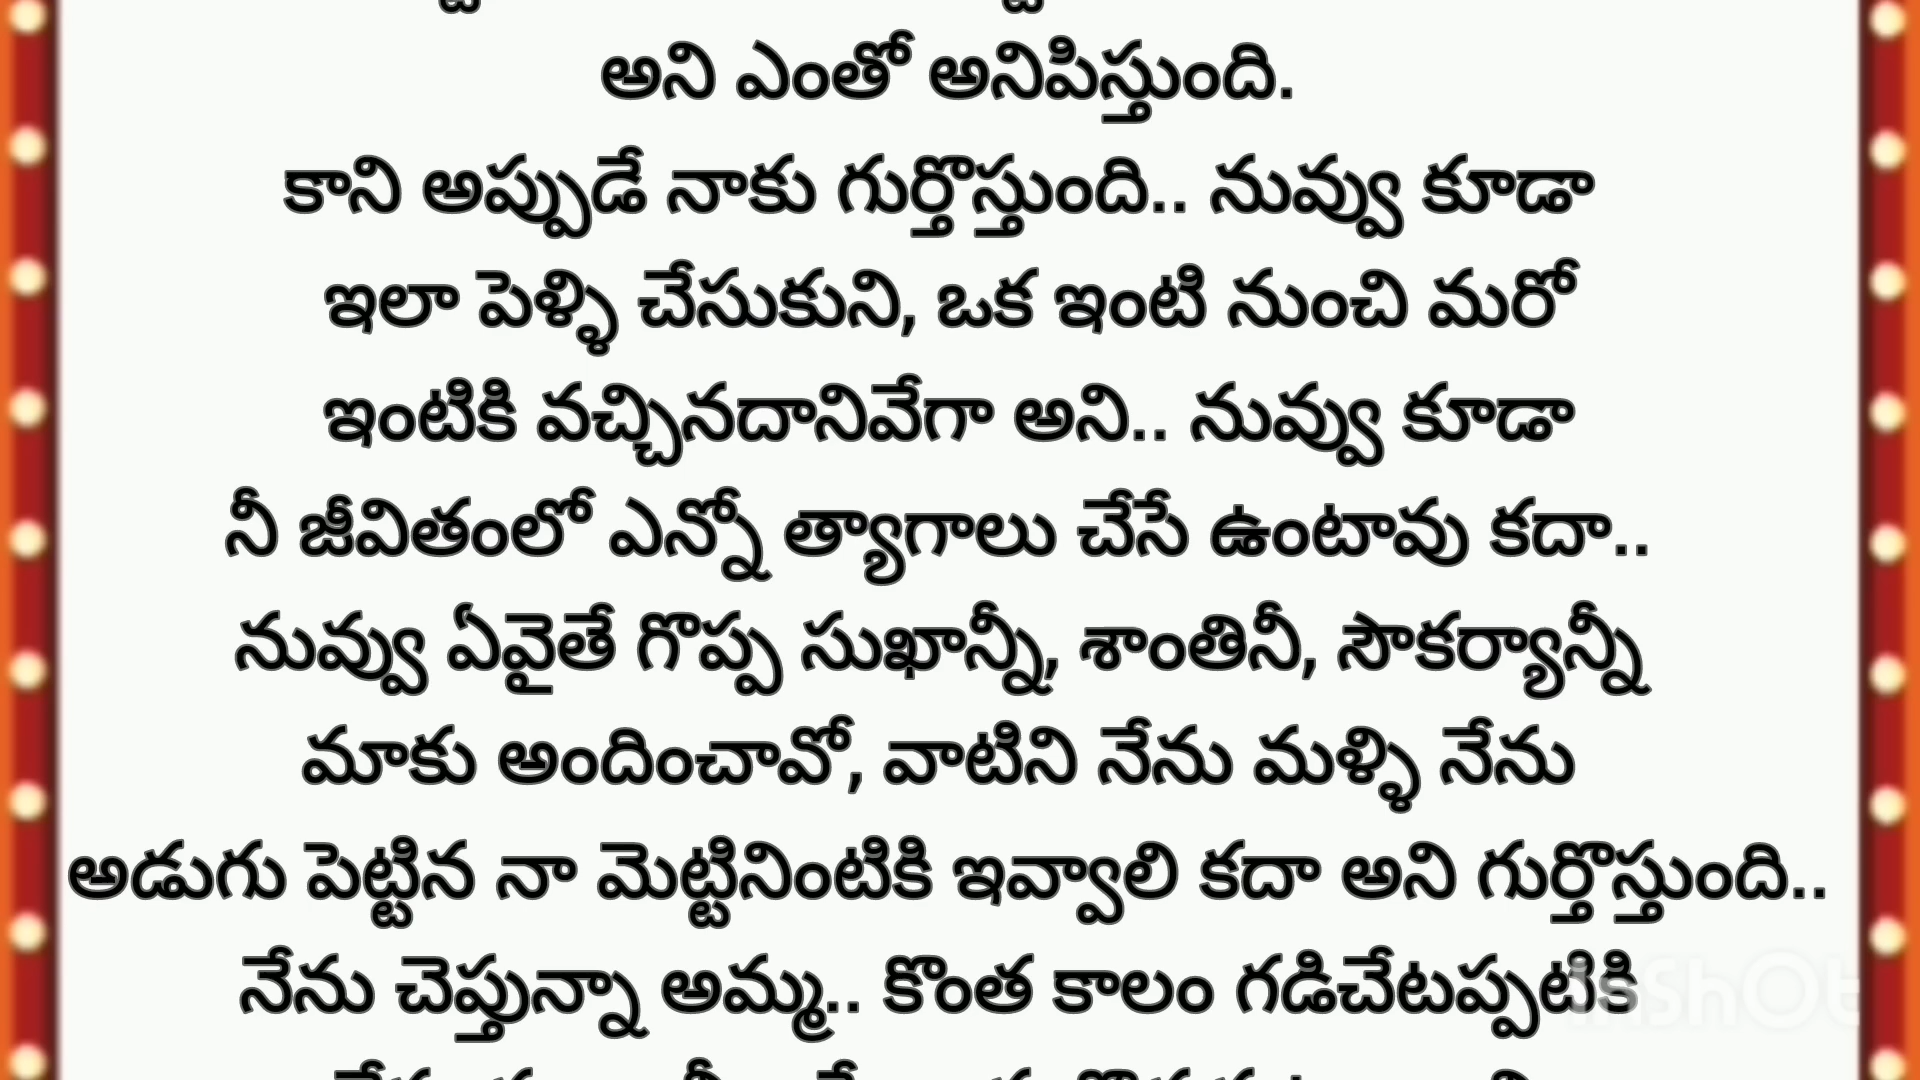 అని ఎంతో అనిపిస్తుంది.
కాని అప్పుడే నాకు గుర్తొస్తుంది.. నువ్వు కూడా
ఇలా పెళ్ళి చేసుకుని, ఒక ఇంటి నుంచి మరో
ఇంటికి వచ్చినదానివేగా అని.. నువ్వు కూడా
నీ జీవితంలో ఎన్నో త్యాగాలు చేసే ఉంటావు కదా..
నువ్వు ఏవైతే గొప్ప సుఖాన్నీ, శాంతినీ, సౌకర్యాన్నీ
మాకు అందించావో, వాటిని నేను మళ్ళి నేను
అడుగు పెట్టిన నా మెట్టినింటికి ఇవ్వాలి కదా అని గుర్తొస్తుంది..
నేను చెప్తున్నా అమ్మ.. కొంత కాలం గడిచేటప్పటికి
InShOt